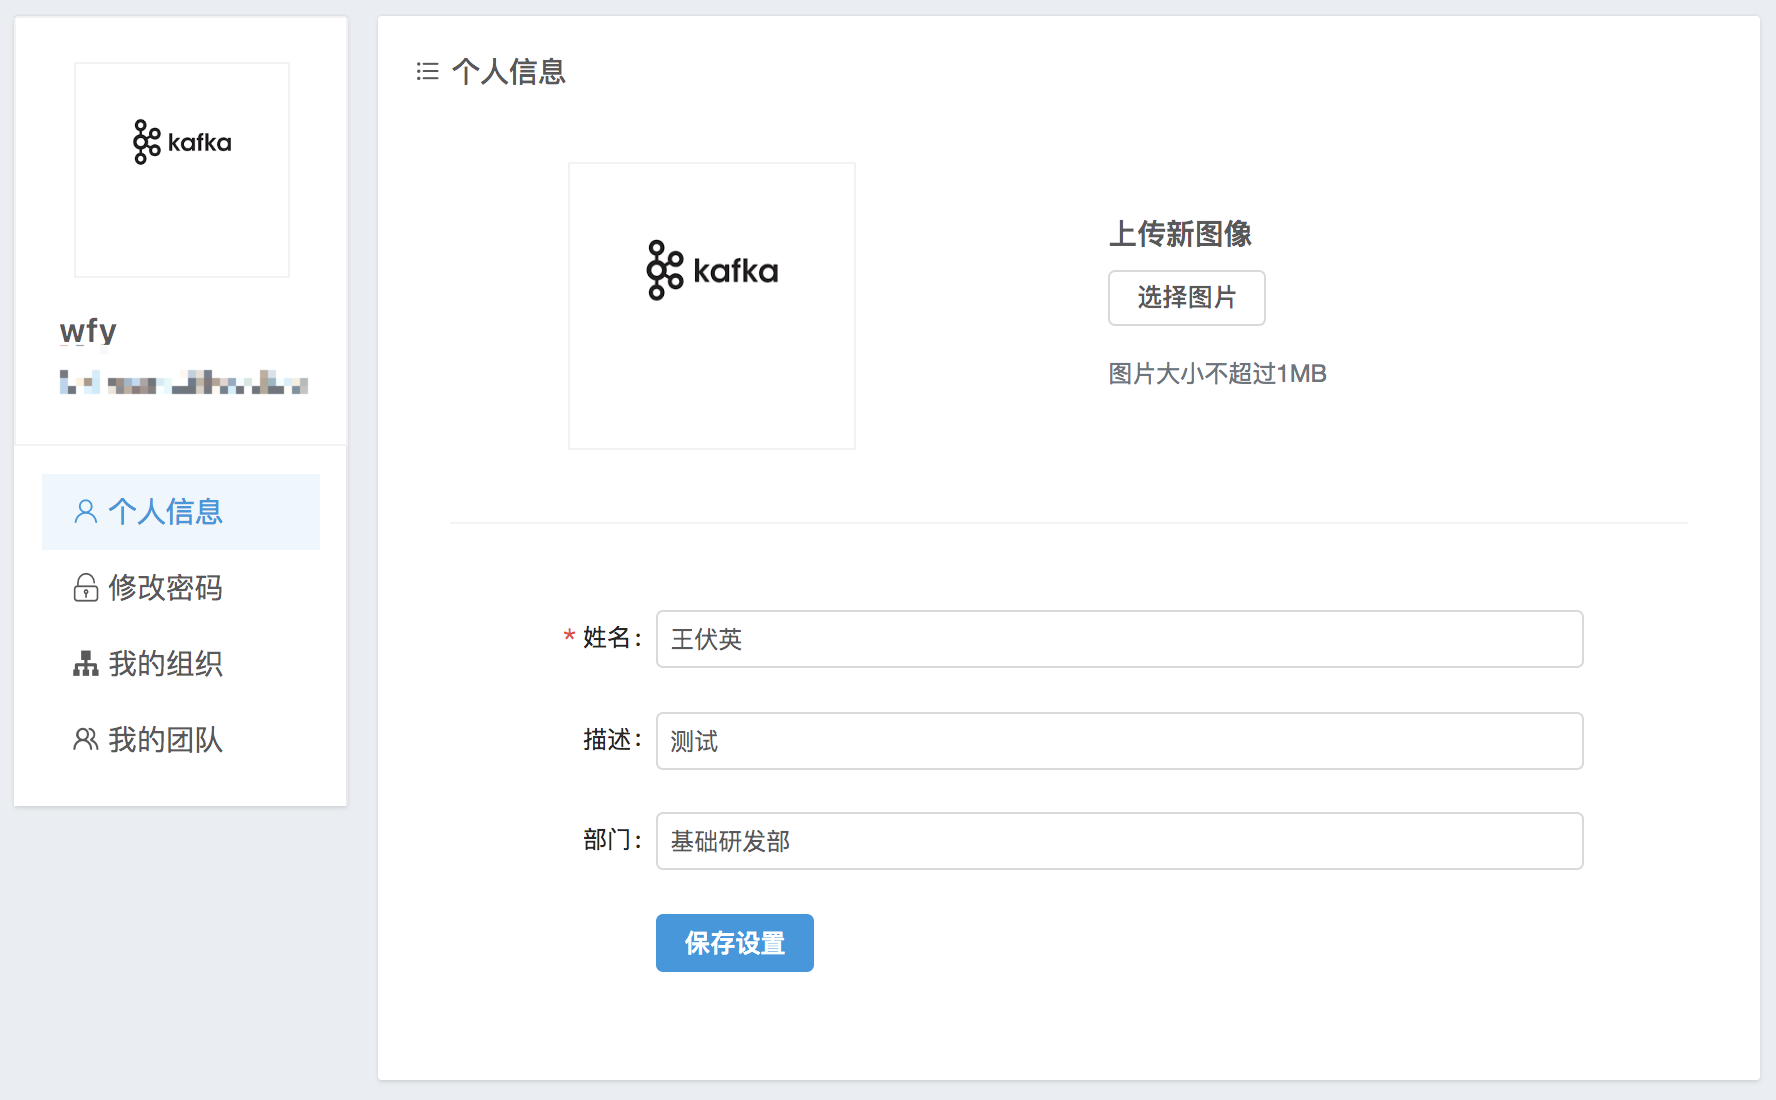 kafka
wfy
个人信息
修改密码
我的组织
我的团队
个人信息
kafka
上传新图像
选择图片
图片大小不超过1MB
* 姓名：
王伏英
描述：
测试
部门：
基础研发部
保存设置